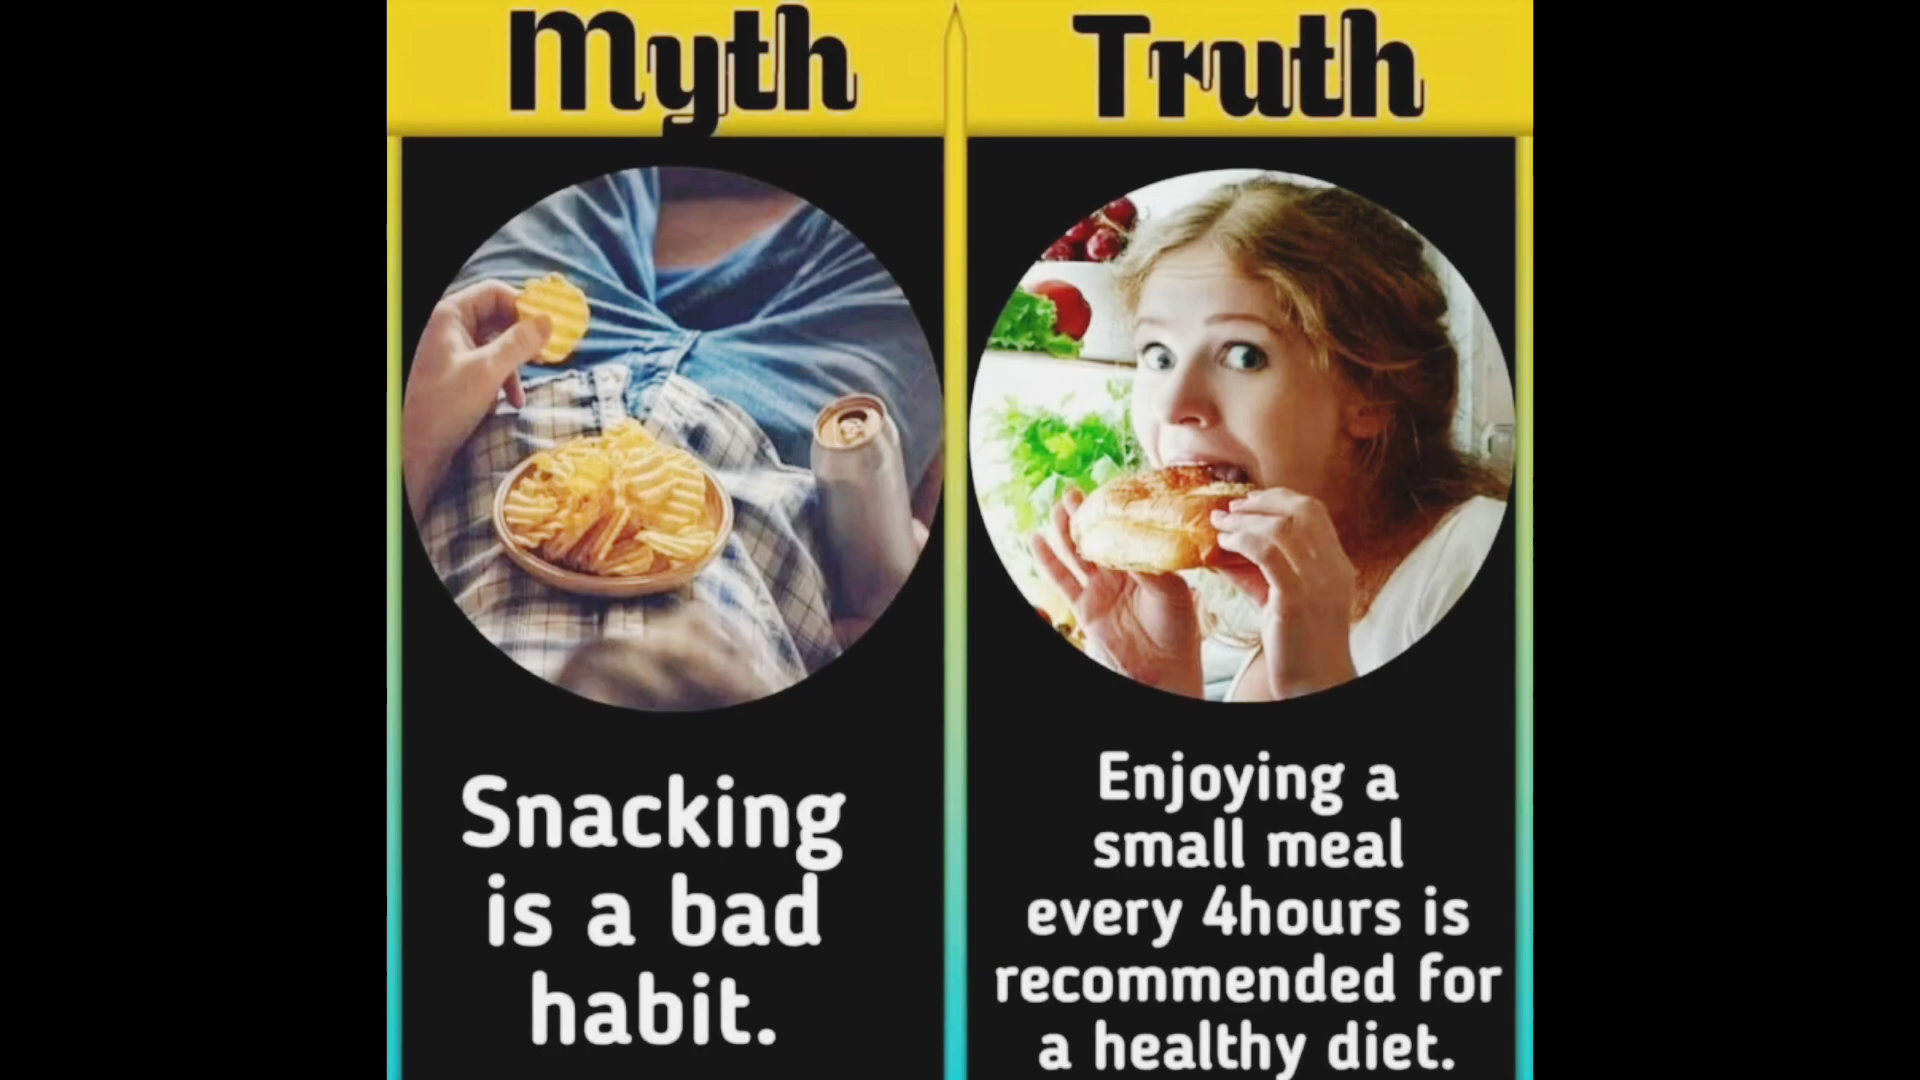 Myth
Truth
Snacking
is a bad
habit.
Enjoying a
small meal
every 4hours is
recommended for
a healthy diet.